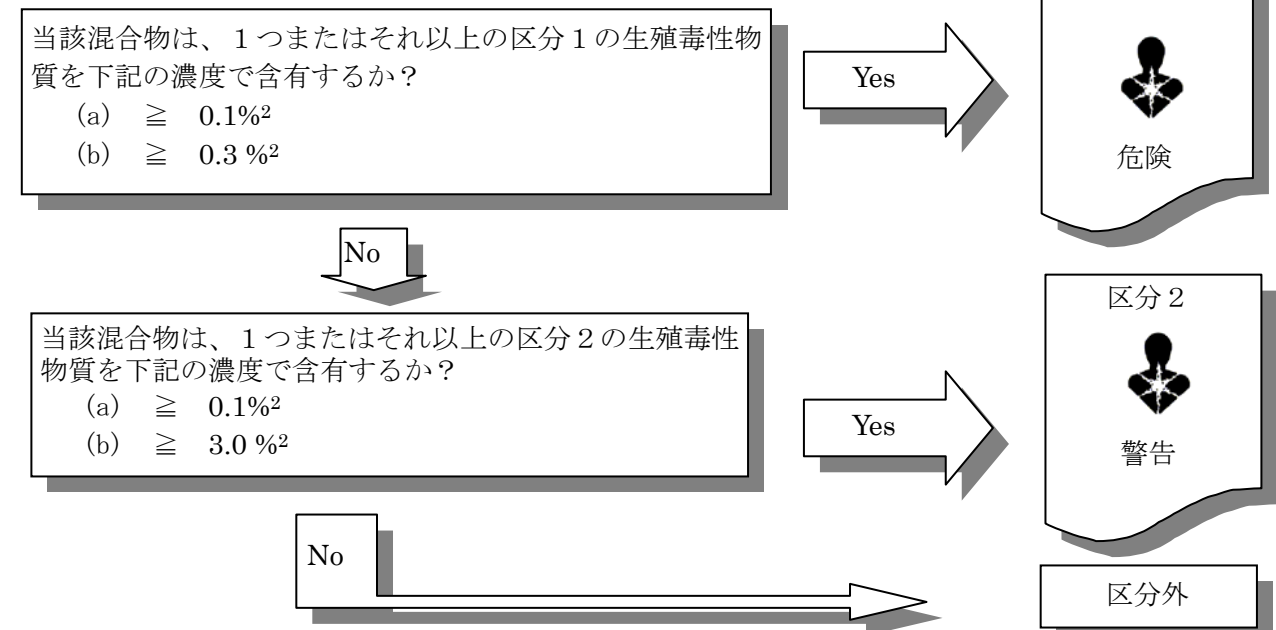 当該混合物は、１つまたはそれ以上の区分１の生殖毒性物
質を下記の濃度で含有するか？
(a) ≧ 0.1%²
(b) ≧ 0.3 %²
Yes
危険
No
区分２
当該混合物は、１つまたはそれ以上の区分２の生殖毒性
物質を下記の濃度で含有するか？
(a) ≧ 0.1%²
(b) ≧ 3.0 %²
Yes
警告
No
区分外